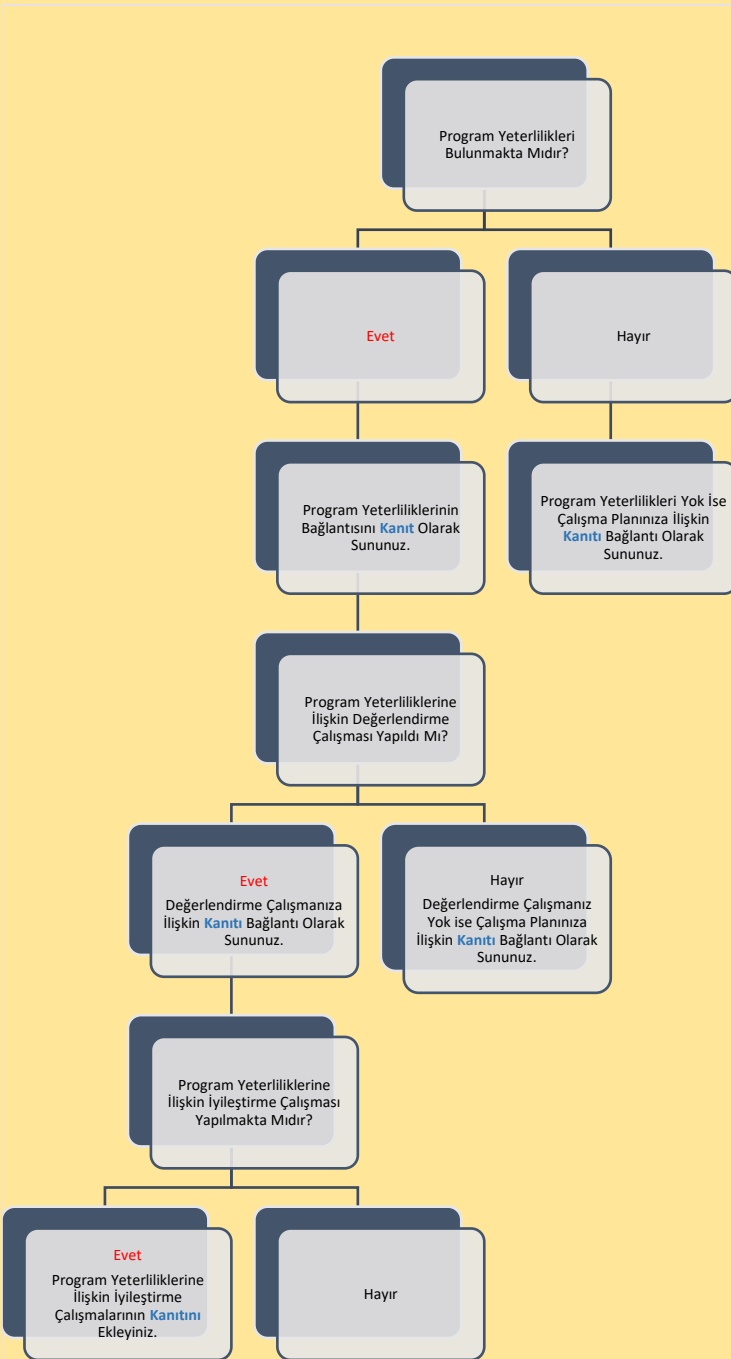 Program Yeterlilikleri
Bulunmakta Mıdır?
Evet
Hayır
Program Yeterliliklerinin
Bağlantısını Kanıt Olarak
Sununuz.
Program Yeterlilikleri Yok İse
Çalışma Planınıza İlişkin
Kanıtı Bağlantı Olarak
Sununuz.
Program Yeterliliklerine
İlişkin Değerlendirme
Çalışması Yapıldı Mı?
Evet
Değerlendirme Çalışmanıza
İlişkin Kanıtı Bağlantı Olarak
Sununuz.
Hayır
Değerlendirme Çalışmanız
Yok ise Çalışma Planınıza
İlişkin Kanıtı Bağlantı Olarak
Sununuz.
Program Yeterliliklerine
İlişkin İyileştirme Çalışması
Yapılmakta Mıdır?
Evet
Program Yeterliliklerine
İlişkin İyileştirme
Çalışmalarının Kanıtını
Ekleyiniz.
Hayır